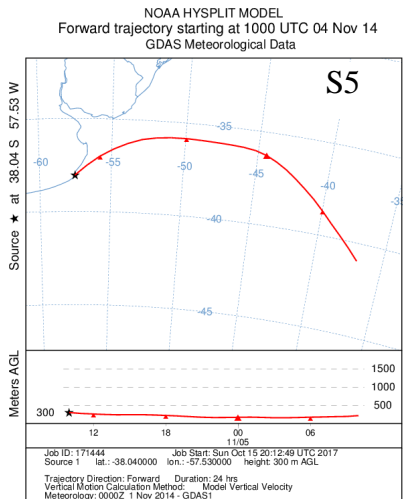 NOAA HYSPLIT MODEL
Forward trajectory starting at 1000 UTC 04 Nov 14
GDAS Meteorological Data
S5
Source ★ at 38.04 S 57.53 W
-35
-60
-55
-50
-45
-40
-35
-40
-45
Meters AGL
1500
1000
500
300
12
18
00
06
11/05
Job ID: 171444 Job Start: Sun Oct 15 20:12:49 UTC 2017
Source 1 lat.: -38.040000 lon.: -57.530000 height: 300 m AGL
Trajectory Direction: Forward Duration: 24 hrs
Vertical Motion Calculation Method: Model Vertical Velocity
Meteorology: 0000Z 1 Nov 2014 - GDAS1